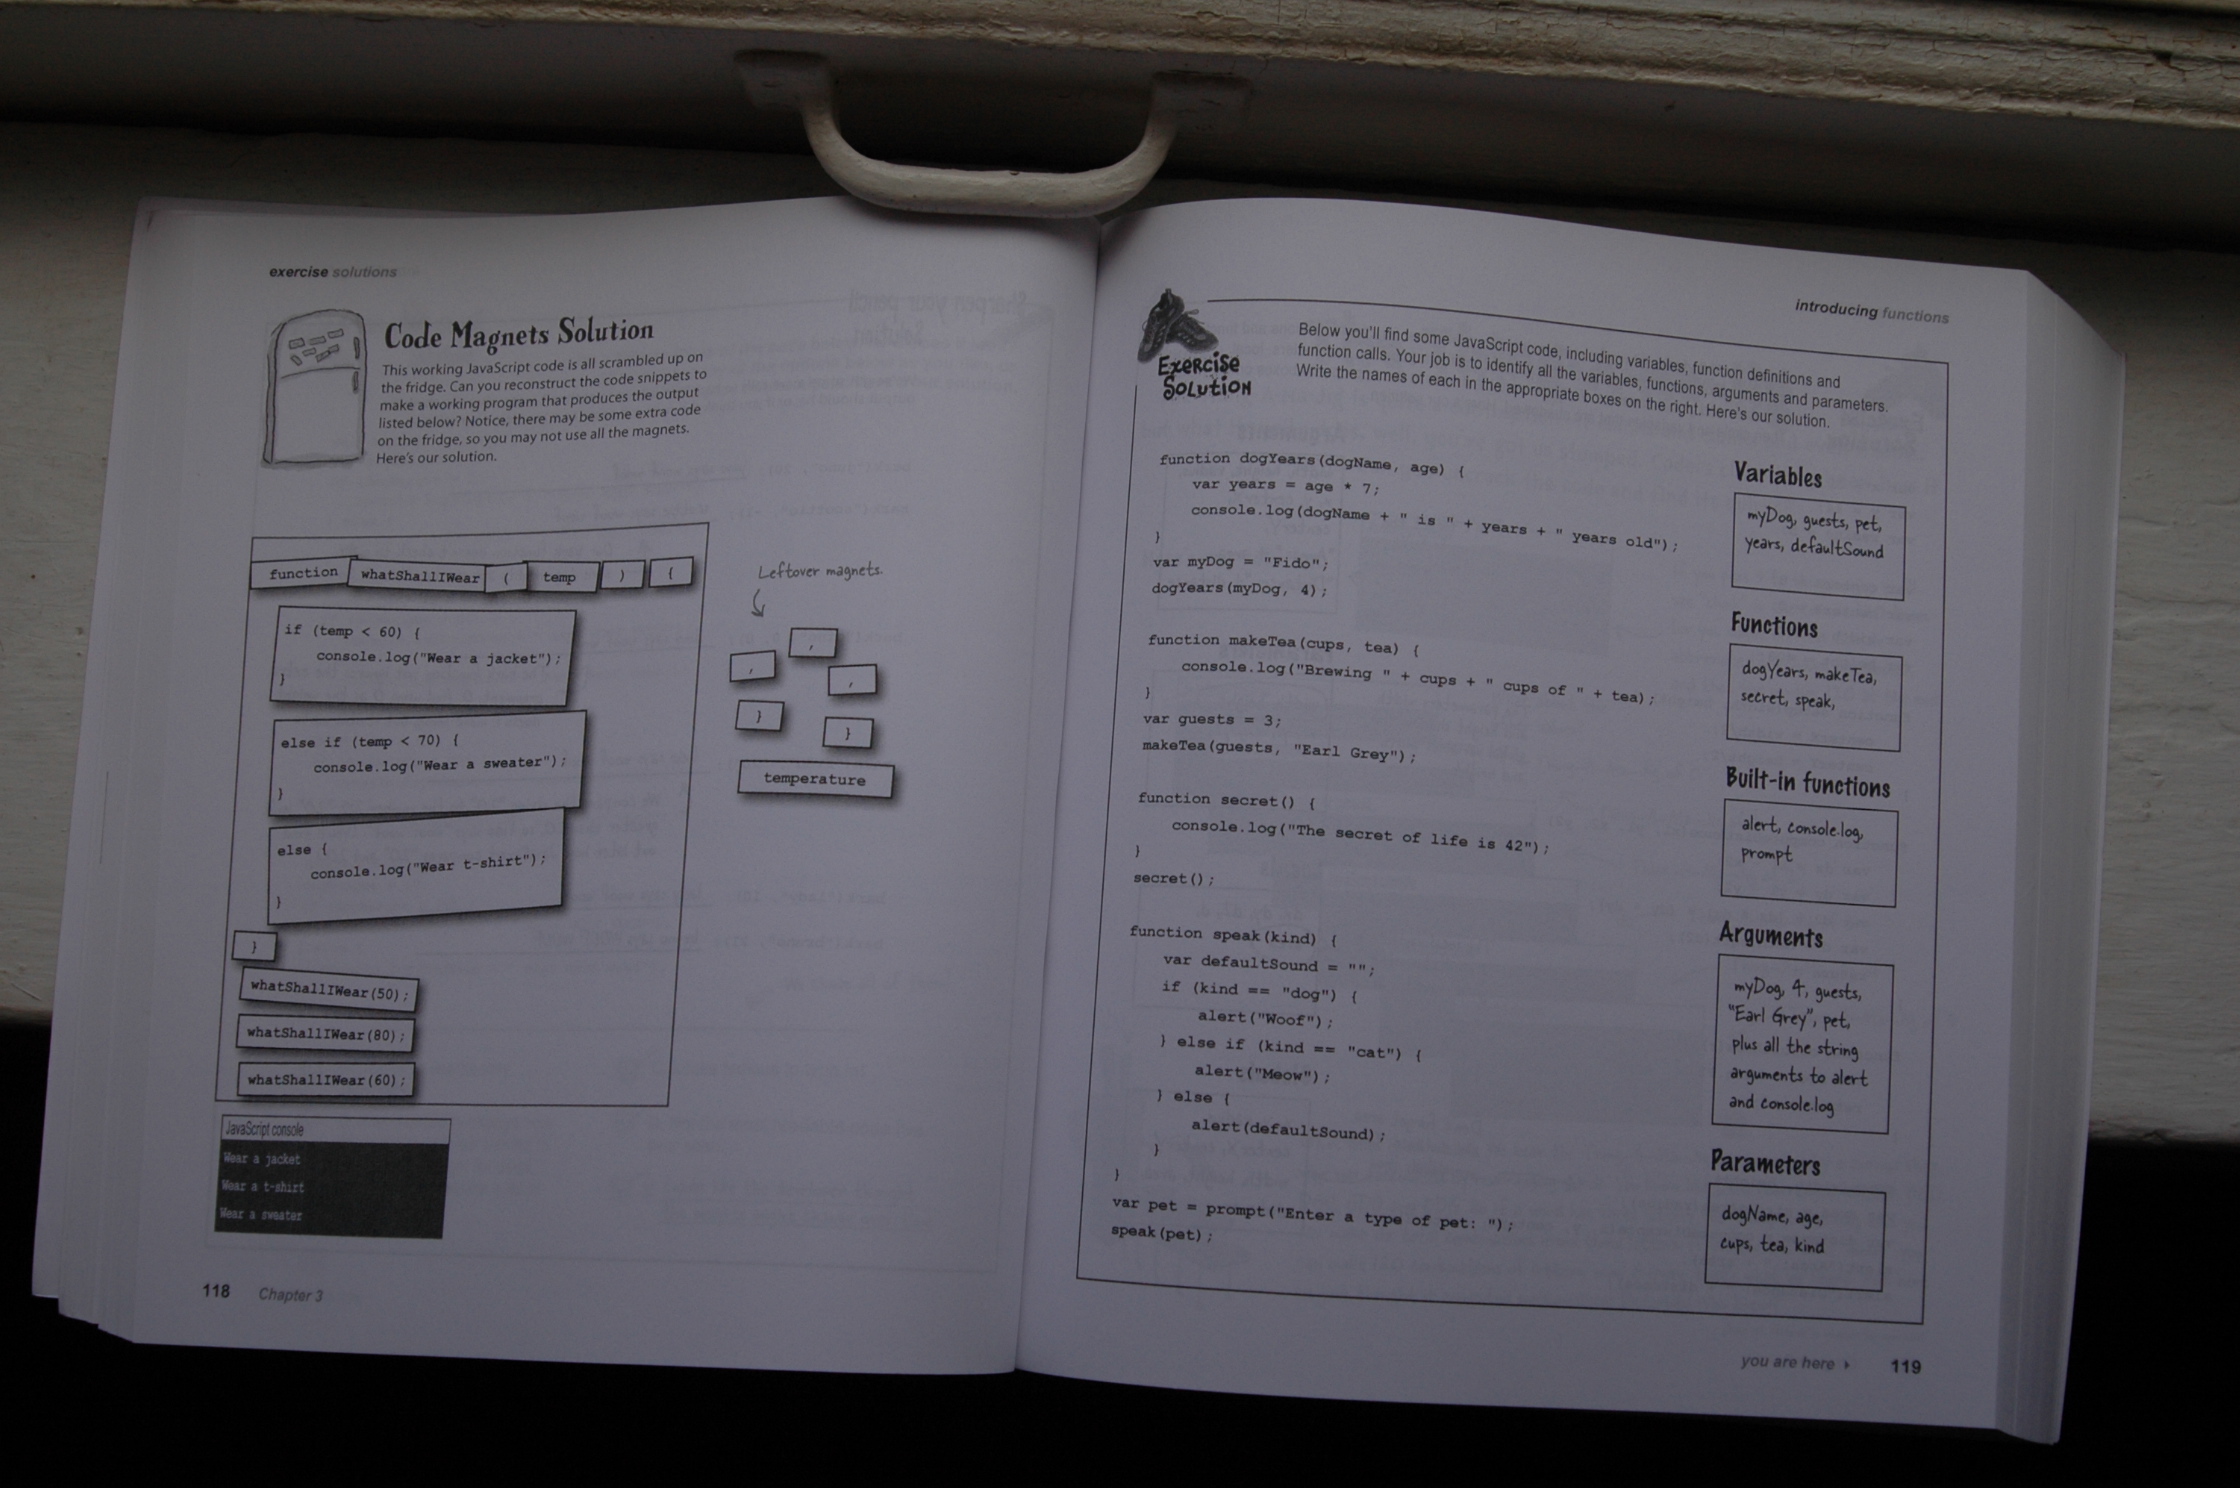 exercise solutions
Code Magnets Solution
This working JavaScript code is all scrambled up on
the fridge. Can you reconstruct the code snippets to
make a working program that produces the output
listed below? Notice, there may be some extra code
on the fridge, so you may not use all the magnets.
Here's our solution.
function whatShallIWear ( temp ) {
if (temp < 60) {
console.log("Wear a jacket");
}
else if (temp < 70) {
console.log("Wear a sweater");
}
else {
console.log("Wear t-shirt");
}
}
whatShallIWear(50);
whatShallIWear(80);
whatShallIWear(60);
Leftover magnets
,
,
,
}
}
temperature
JavaScript console
Wear a jacket
Wear a t-shirt
Wear a sweater
118 Chapter 3
introducing functions
Exercise
Solution
Below you'll find some JavaScript code, including variables, function definitions and
function calls. Your job is to identify all the variables, functions, arguments and parameters.
Write the names of each in the appropriate boxes on the right. Here's our solution.
function dogYears(dogName, age) {
var years = age * 7;
console.log(dogName + " is " + years + " years old");
}
var myDog = "Fido";
dogYears(myDog, 4);
function makeTea(cups, tea) {
console.log("Brewing " + cups + " cups of " + tea);
}
var guests = 3;
makeTea(guests, "Earl Grey");
function secret() {
console.log("The secret of life is 42");
}
secret();
function speak(kind) {
var defaultSound = "";
if (kind == "dog") {
alert("Woof");
} else if (kind == "cat") {
alert("Meow");
} else {
alert(defaultSound);
}
}
var pet = prompt("Enter a type of pet: ");
speak(pet);
Variables
myDog, guests, pet,
years, defaultSound
Functions
dogYears, makeTea,
secret, speak,
Built-in functions
alert, console.log,
prompt
Arguments
myDog, 4, guests,
"Earl Grey", pet,
plus all the string
arguments to alert
and console.log
Parameters
dogName, age,
cups, tea, kind
you are here ▸ 119